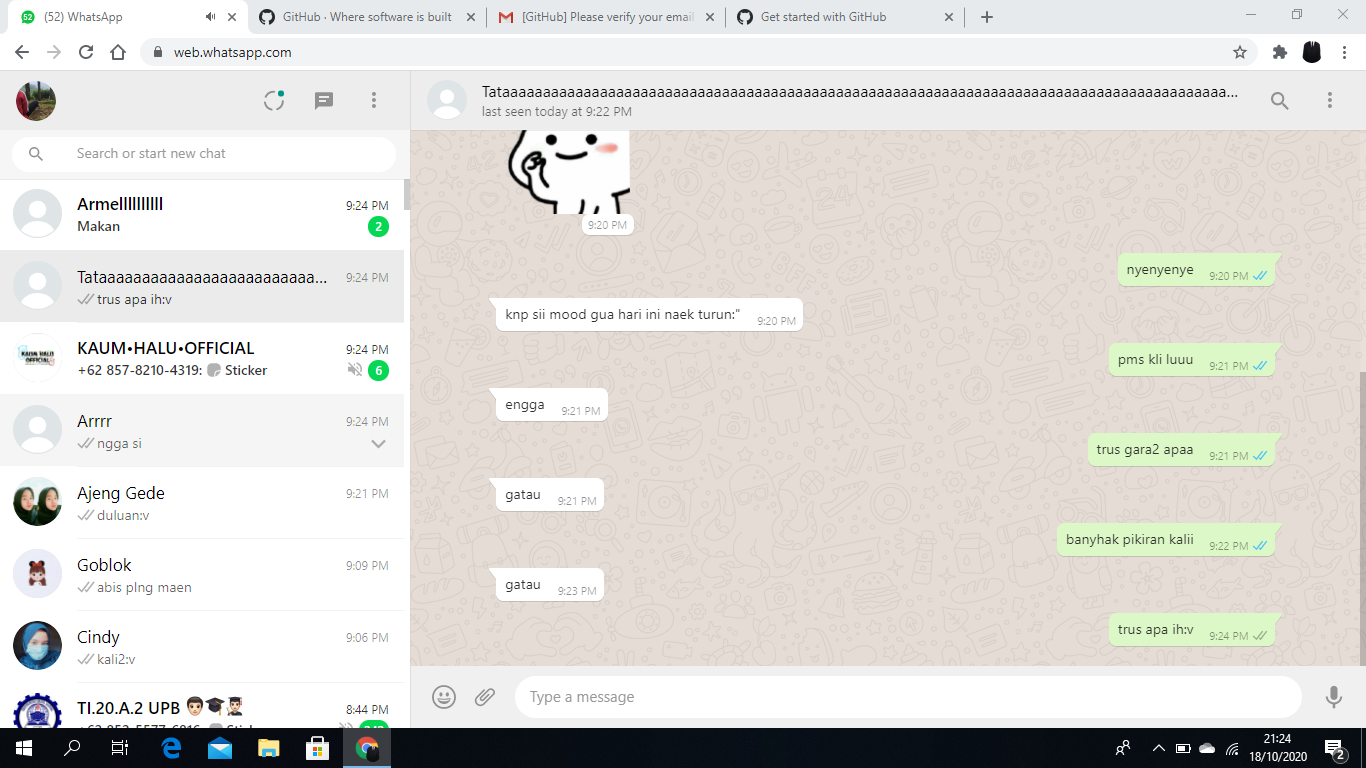 (52) WhatsApp
GitHub · Where software is built
[GitHub] Please verify your email
Get started with GitHub
web.whatsapp.com
Search or start new chat
Armelllllllllll
9:24 PM
Makan
2
Tataaaaaaaaaaaaaaaaaaaaaaaaa...
9:24 PM
trus apa ih:v
KAUM•HALU•OFFICIAL
9:24 PM
+62 857-8210-4319: Sticker
6
Arrrr
9:24 PM
ngga si
Ajeng Gede
9:21 PM
duluan:v
Goblok
9:09 PM
abis plng maen
Cindy
9:06 PM
kali2:v
TI.20.A.2 UPB
8:44 PM
Tataaaaaaaaaaaaaaaaaaaaaaaaaaaaaaaaaaaaaaaaaaaaaaaaaaaaaaaaaaaaaaaaaaaaaaaaaaaaaaaaaaaaaaaaaa...
last seen today at 9:22 PM
9:20 PM
nyenyenye 9:20 PM
knp sii mood gua hari ini naek turun:" 9:20 PM
pms kli luuu 9:21 PM
engga 9:21 PM
trus gara2 apaa 9:21 PM
gatau 9:21 PM
banyhak pikiran kalii 9:22 PM
gatau 9:23 PM
trus apa ih:v 9:24 PM
Type a message
21:24
18/10/2020
2